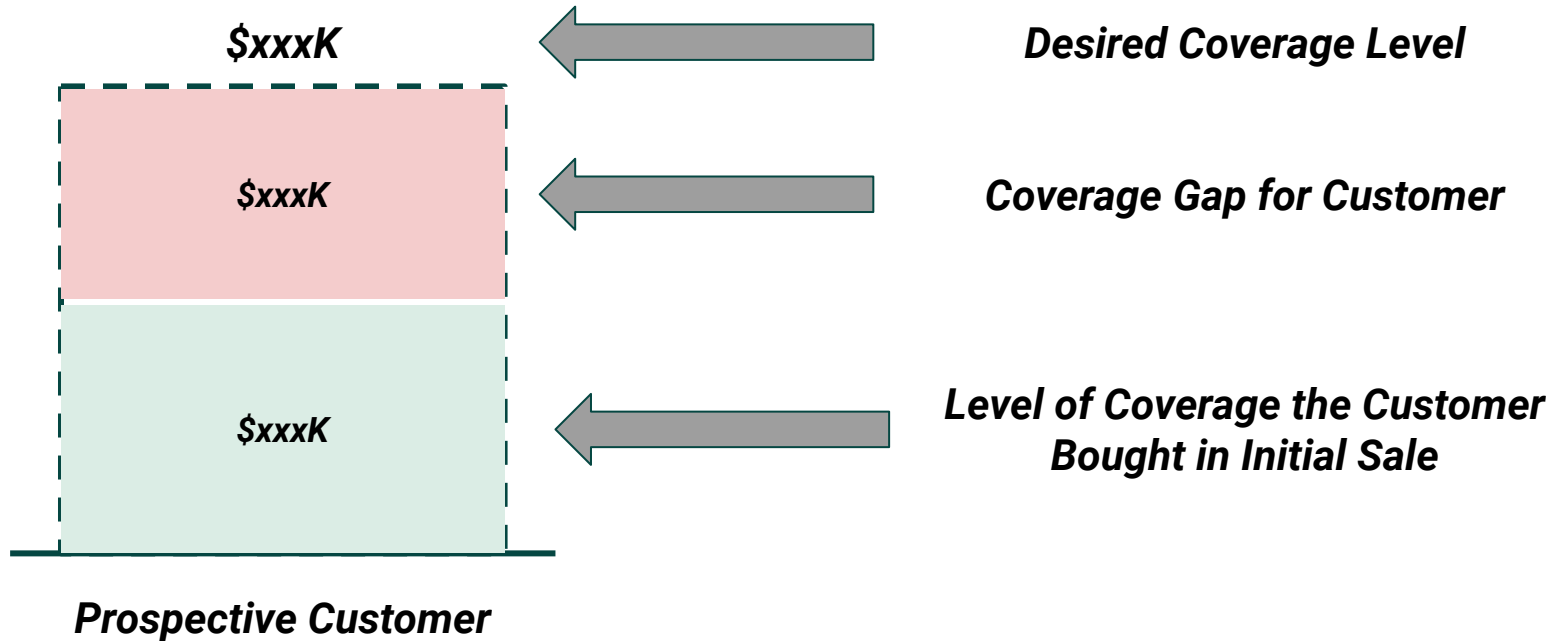 $xxxK
Desired Coverage Level
$xxxK
Coverage Gap for Customer
$xxxK
Level of Coverage the Customer
Bought in Initial Sale
Prospective Customer